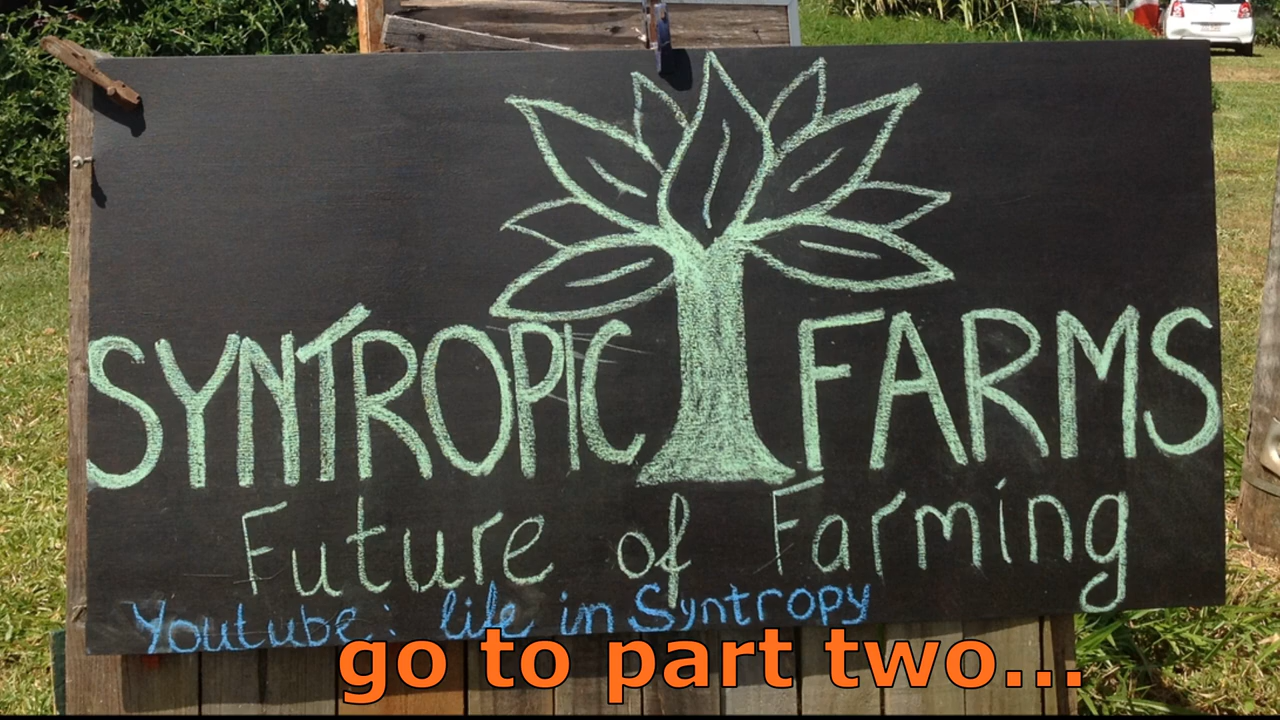 SYNTROPIC FARMS
Future of Farming
Youtube: life in Syntropy
go to part two...